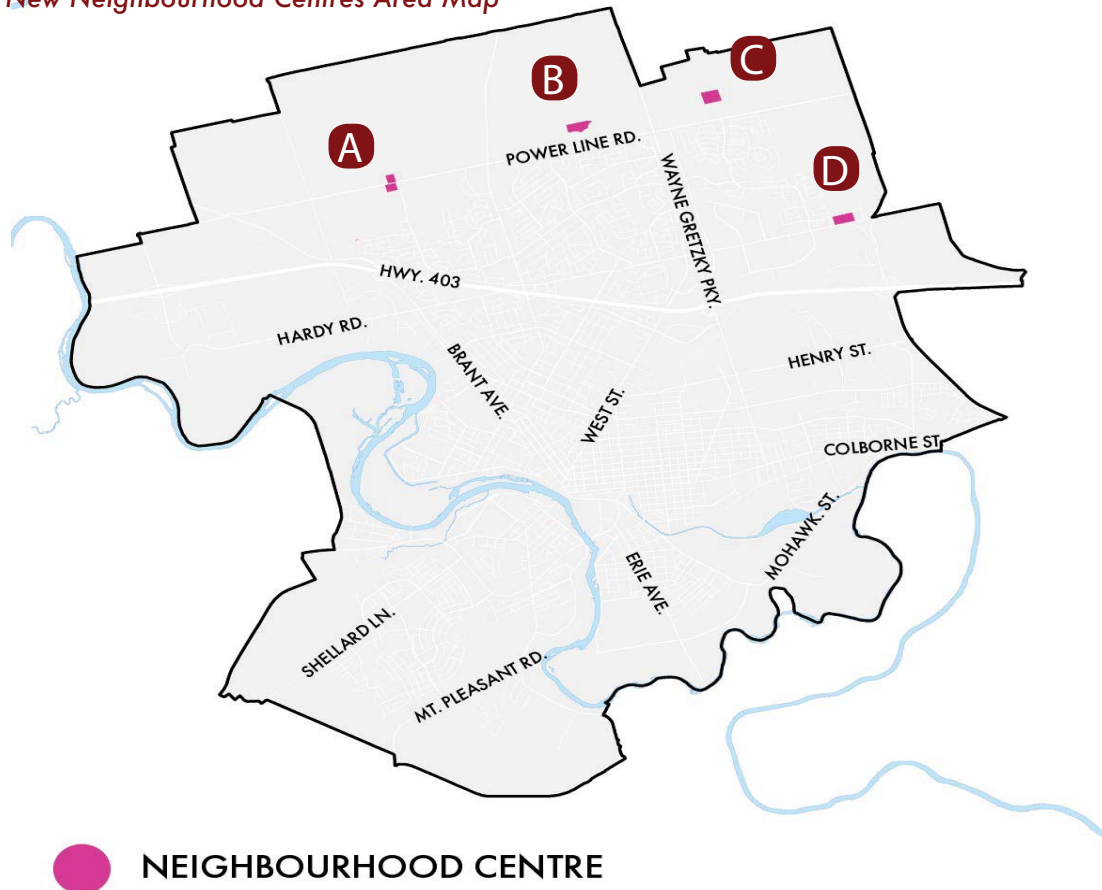 New Neighbourhood Centres Area Map
C
B
A
POWER LINE RD.
D
WAYNE GRETZKY PKY.
HWY. 403
HARDY RD.
BRANT AVE.
HENRY ST.
WEST ST.
COLBORNE ST
MOHAWK. ST.
ERIE AVE.
SHELLARD LN.
MT. PLEASANT RD.
NEIGHBOURHOOD CENTRE